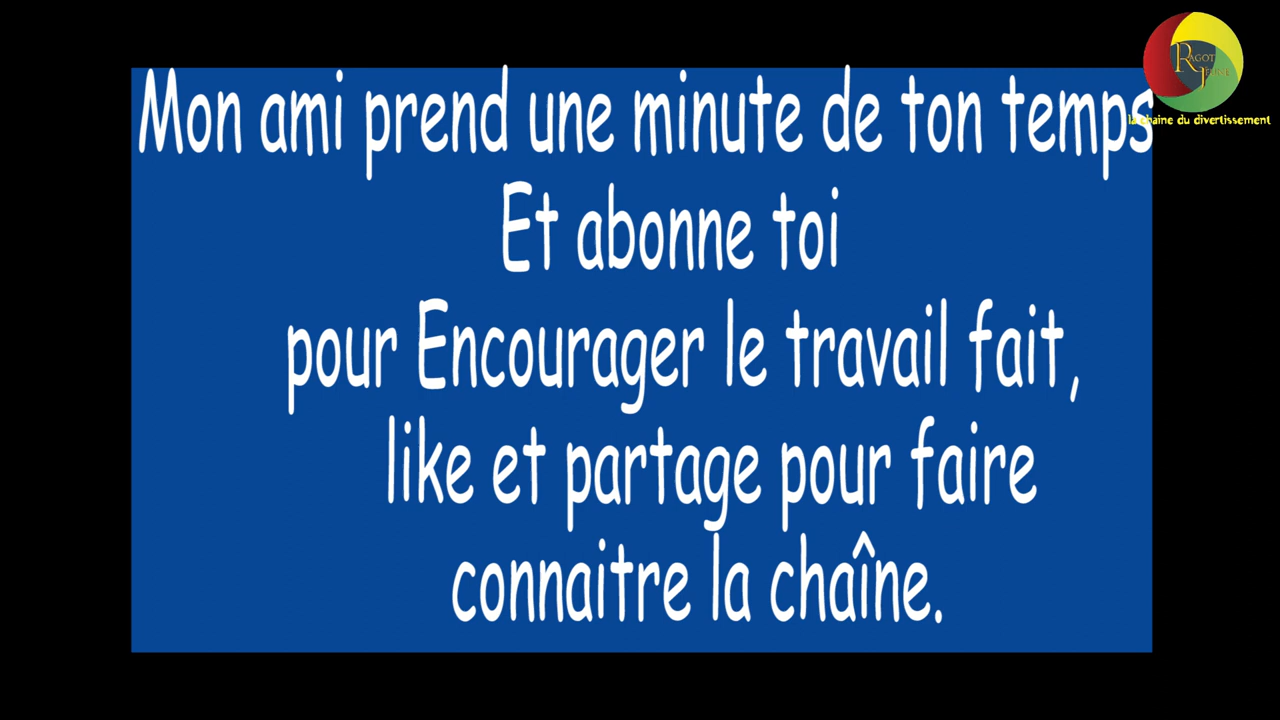 Mon ami prend une minute de ton temps
Et abonne toi
pour Encourager le travail fait,
like et partage pour faire
connaitre la chaîne.
RAGOT
la chaine du divertissement